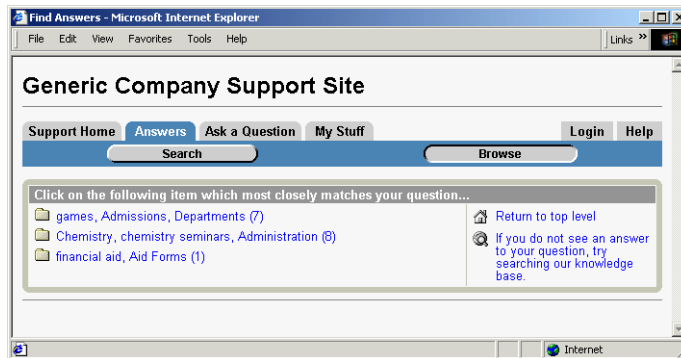 Find Answers - Microsoft Internet Explorer
File Edit View Favorites Tools Help Links »
Generic Company Support Site
Support Home Answers Ask a Question My Stuff Login Help
Search Browse
Click on the following item which most closely matches your question...
games, Admissions, Departments (7)
Chemistry, chemistry seminars, Administration (8)
financial aid, Aid Forms (1)
Return to top level
If you do not see an answer
to your question, try
searching our knowledge
base.
Internet